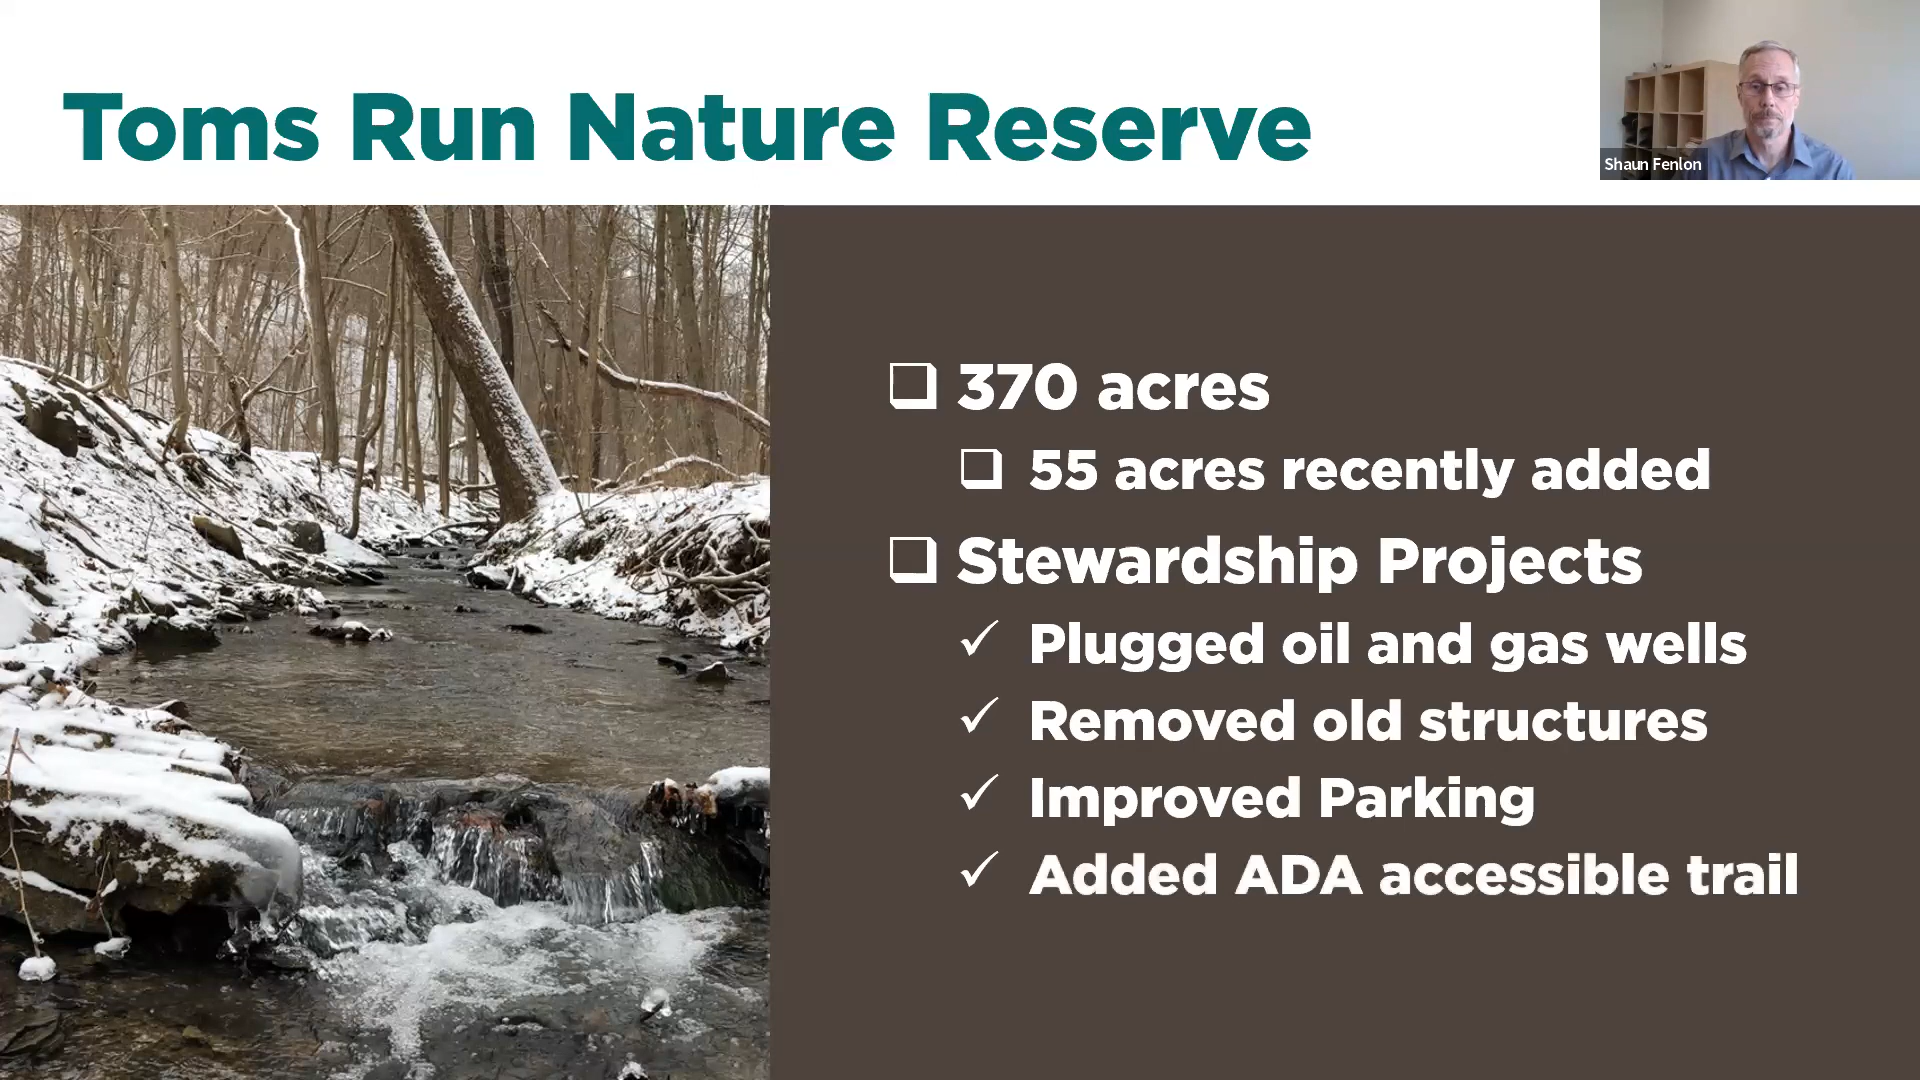 Toms Run Nature Reserve
Shaun Fenlon
❑ 370 acres
❑ 55 acres recently added
❑ Stewardship Projects
✓ Plugged oil and gas wells
✓ Removed old structures
✓ Improved Parking
✓ Added ADA accessible trail